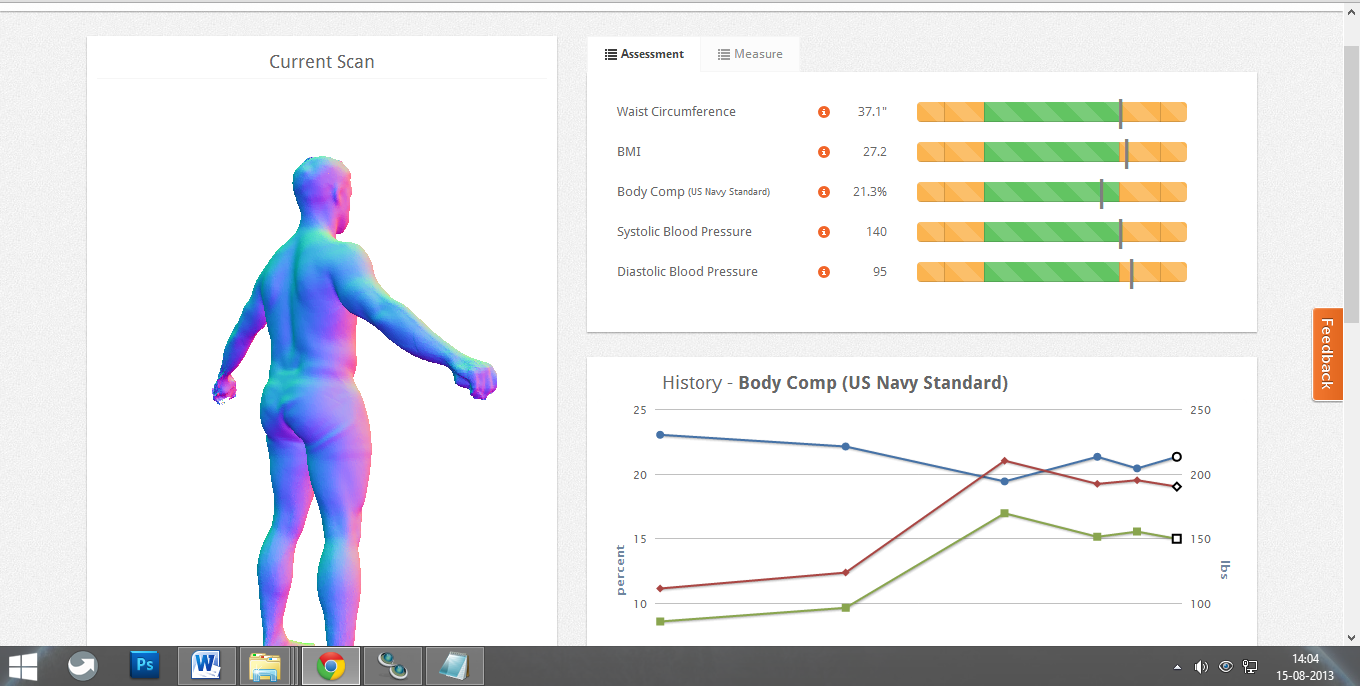 Current Scan
Assessment
Measure
Waist Circumference 37.1"
BMI 27.2
Body Comp (US Navy Standard) 21.3%
Systolic Blood Pressure 140
Diastolic Blood Pressure 95
Feedback
History - Body Comp (US Navy Standard)
25 250
20 200
15 150
10 100
percent
lbs
Ps
W
14:04
15-08-2013